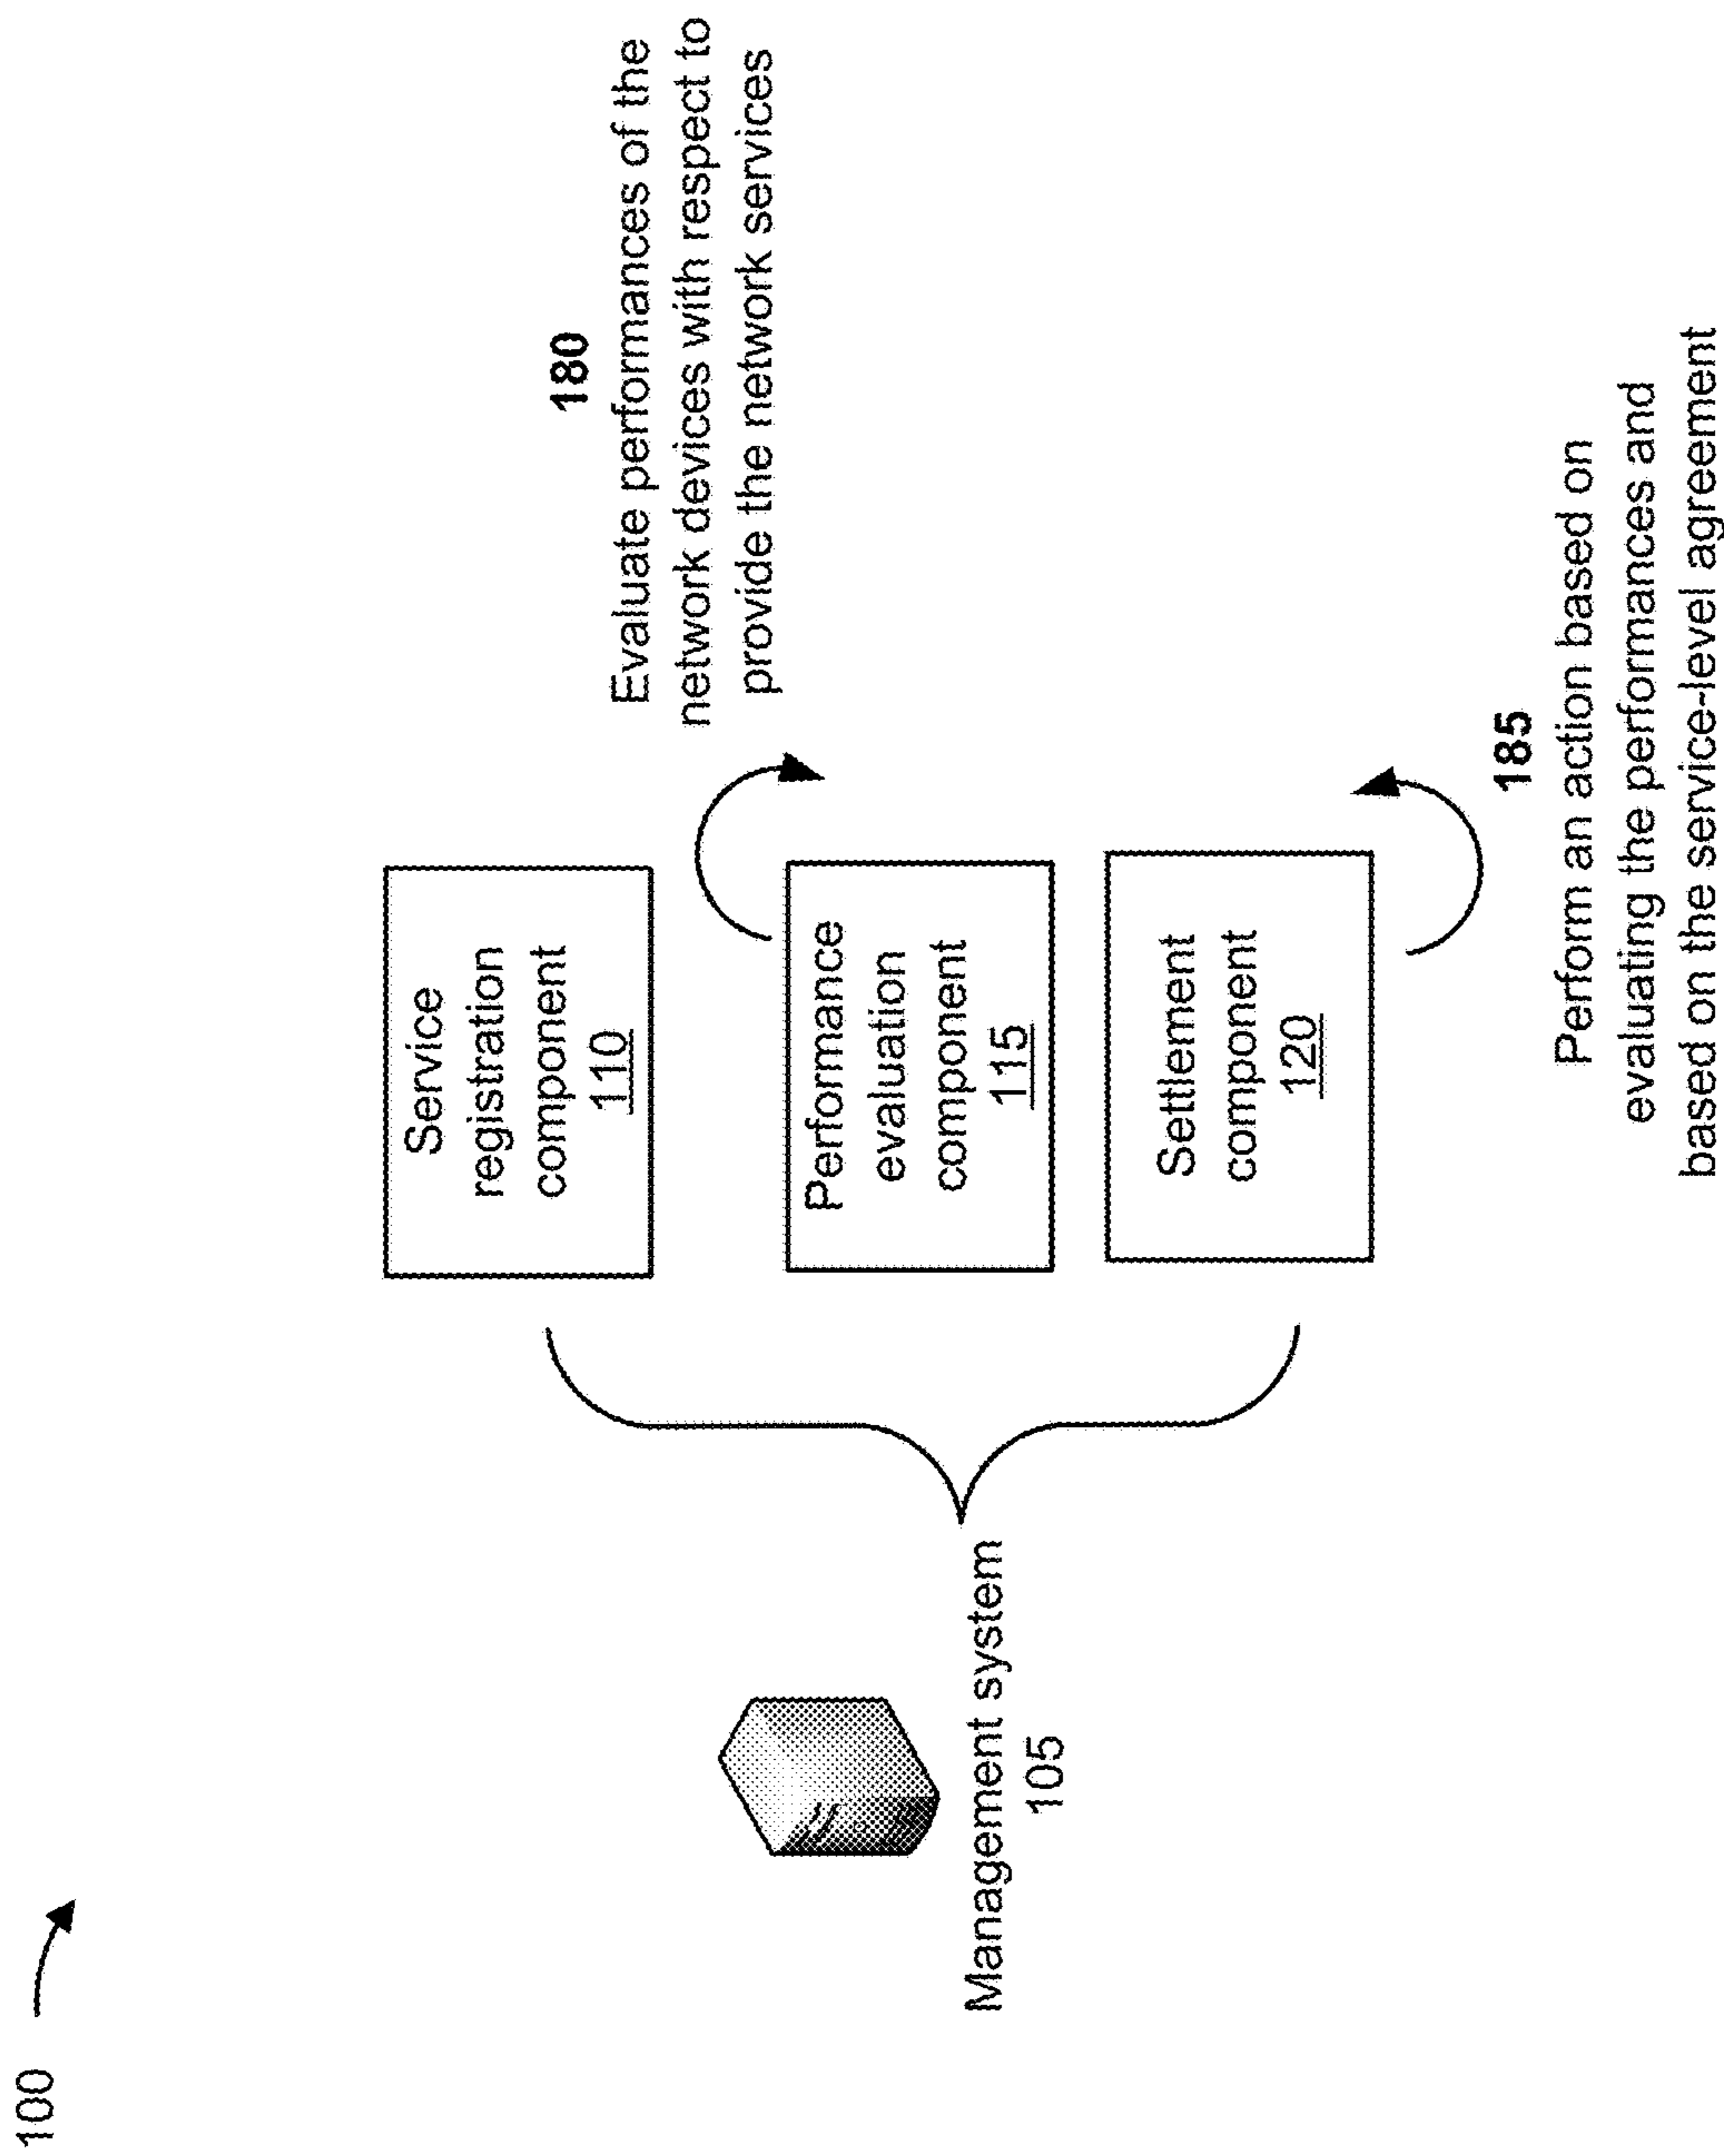 100
180
Evaluate performances of the
network devices with respect to
provide the network services
Service
registration
component
110
Performance
evaluation
component
115
Settlement
component
120
Management system
105
185
Perform an action based on
evaluating the performances and
based on the service-level agreement